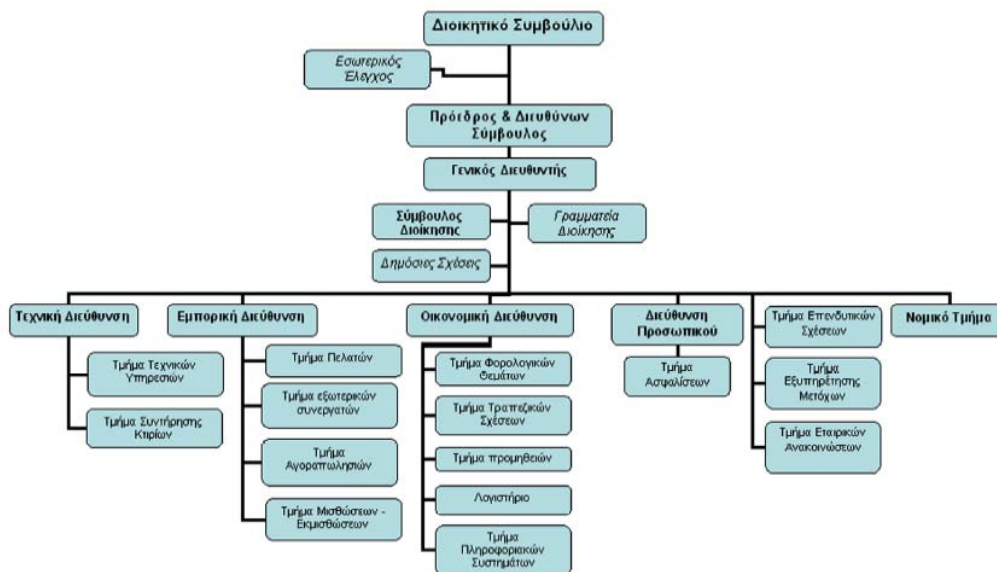 Διοικητικό Συμβούλιο
Εσωτερικός
Έλεγχος
Πρόεδρος & Διευθύνων
Σύμβουλος
Γενικός Διευθυντής
Σύμβουλος
Διοίκησης
Γραμματεία
Διοίκησης
Δημόσιες Σχέσεις
Τεχνική Διεύθυνση
Τμήμα Τεχνικών
Υπηρεσιών
Τμήμα Συντήρησης
Κτιρίων
Εμπορική Διεύθυνση
Τμήμα Πελατών
Τμήμα εξωτερικών
συνεργατών
Τμήμα
Αγοραπωλησιών
Τμήμα Μισθώσεων -
Εκμισθώσεων
Οικονομική Διεύθυνση
Τμήμα Φορολογικών
Θεμάτων
Τμήμα Τραπεζικών
Σχέσεων
Τμήμα προμηθειών
Λογιστήριο
Τμήμα
Πληροφοριακών
Συστημάτων
Διεύθυνση
Προσωπικού
Τμήμα
Ασφαλίσεων
Τμήμα Επενδυτικών
Σχέσεων
Τμήμα
Εξυπηρέτησης
Μετόχων
Τμήμα Εταιρικών
Ανακοινώσεων
Νομικό Τμήμα